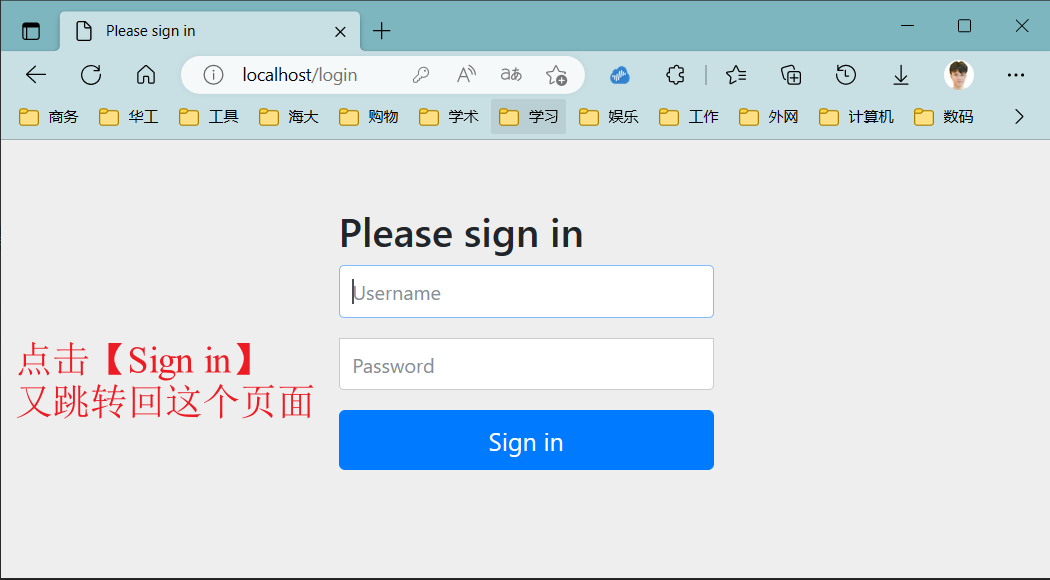 Please sign in
localhost/login
aあ
商务 华工 工具 海大 购物 学术 学习 娱乐 工作 外网 计算机 数码
Please sign in
Username
点击【Sign in】
又跳转回这个页面
Password
Sign in